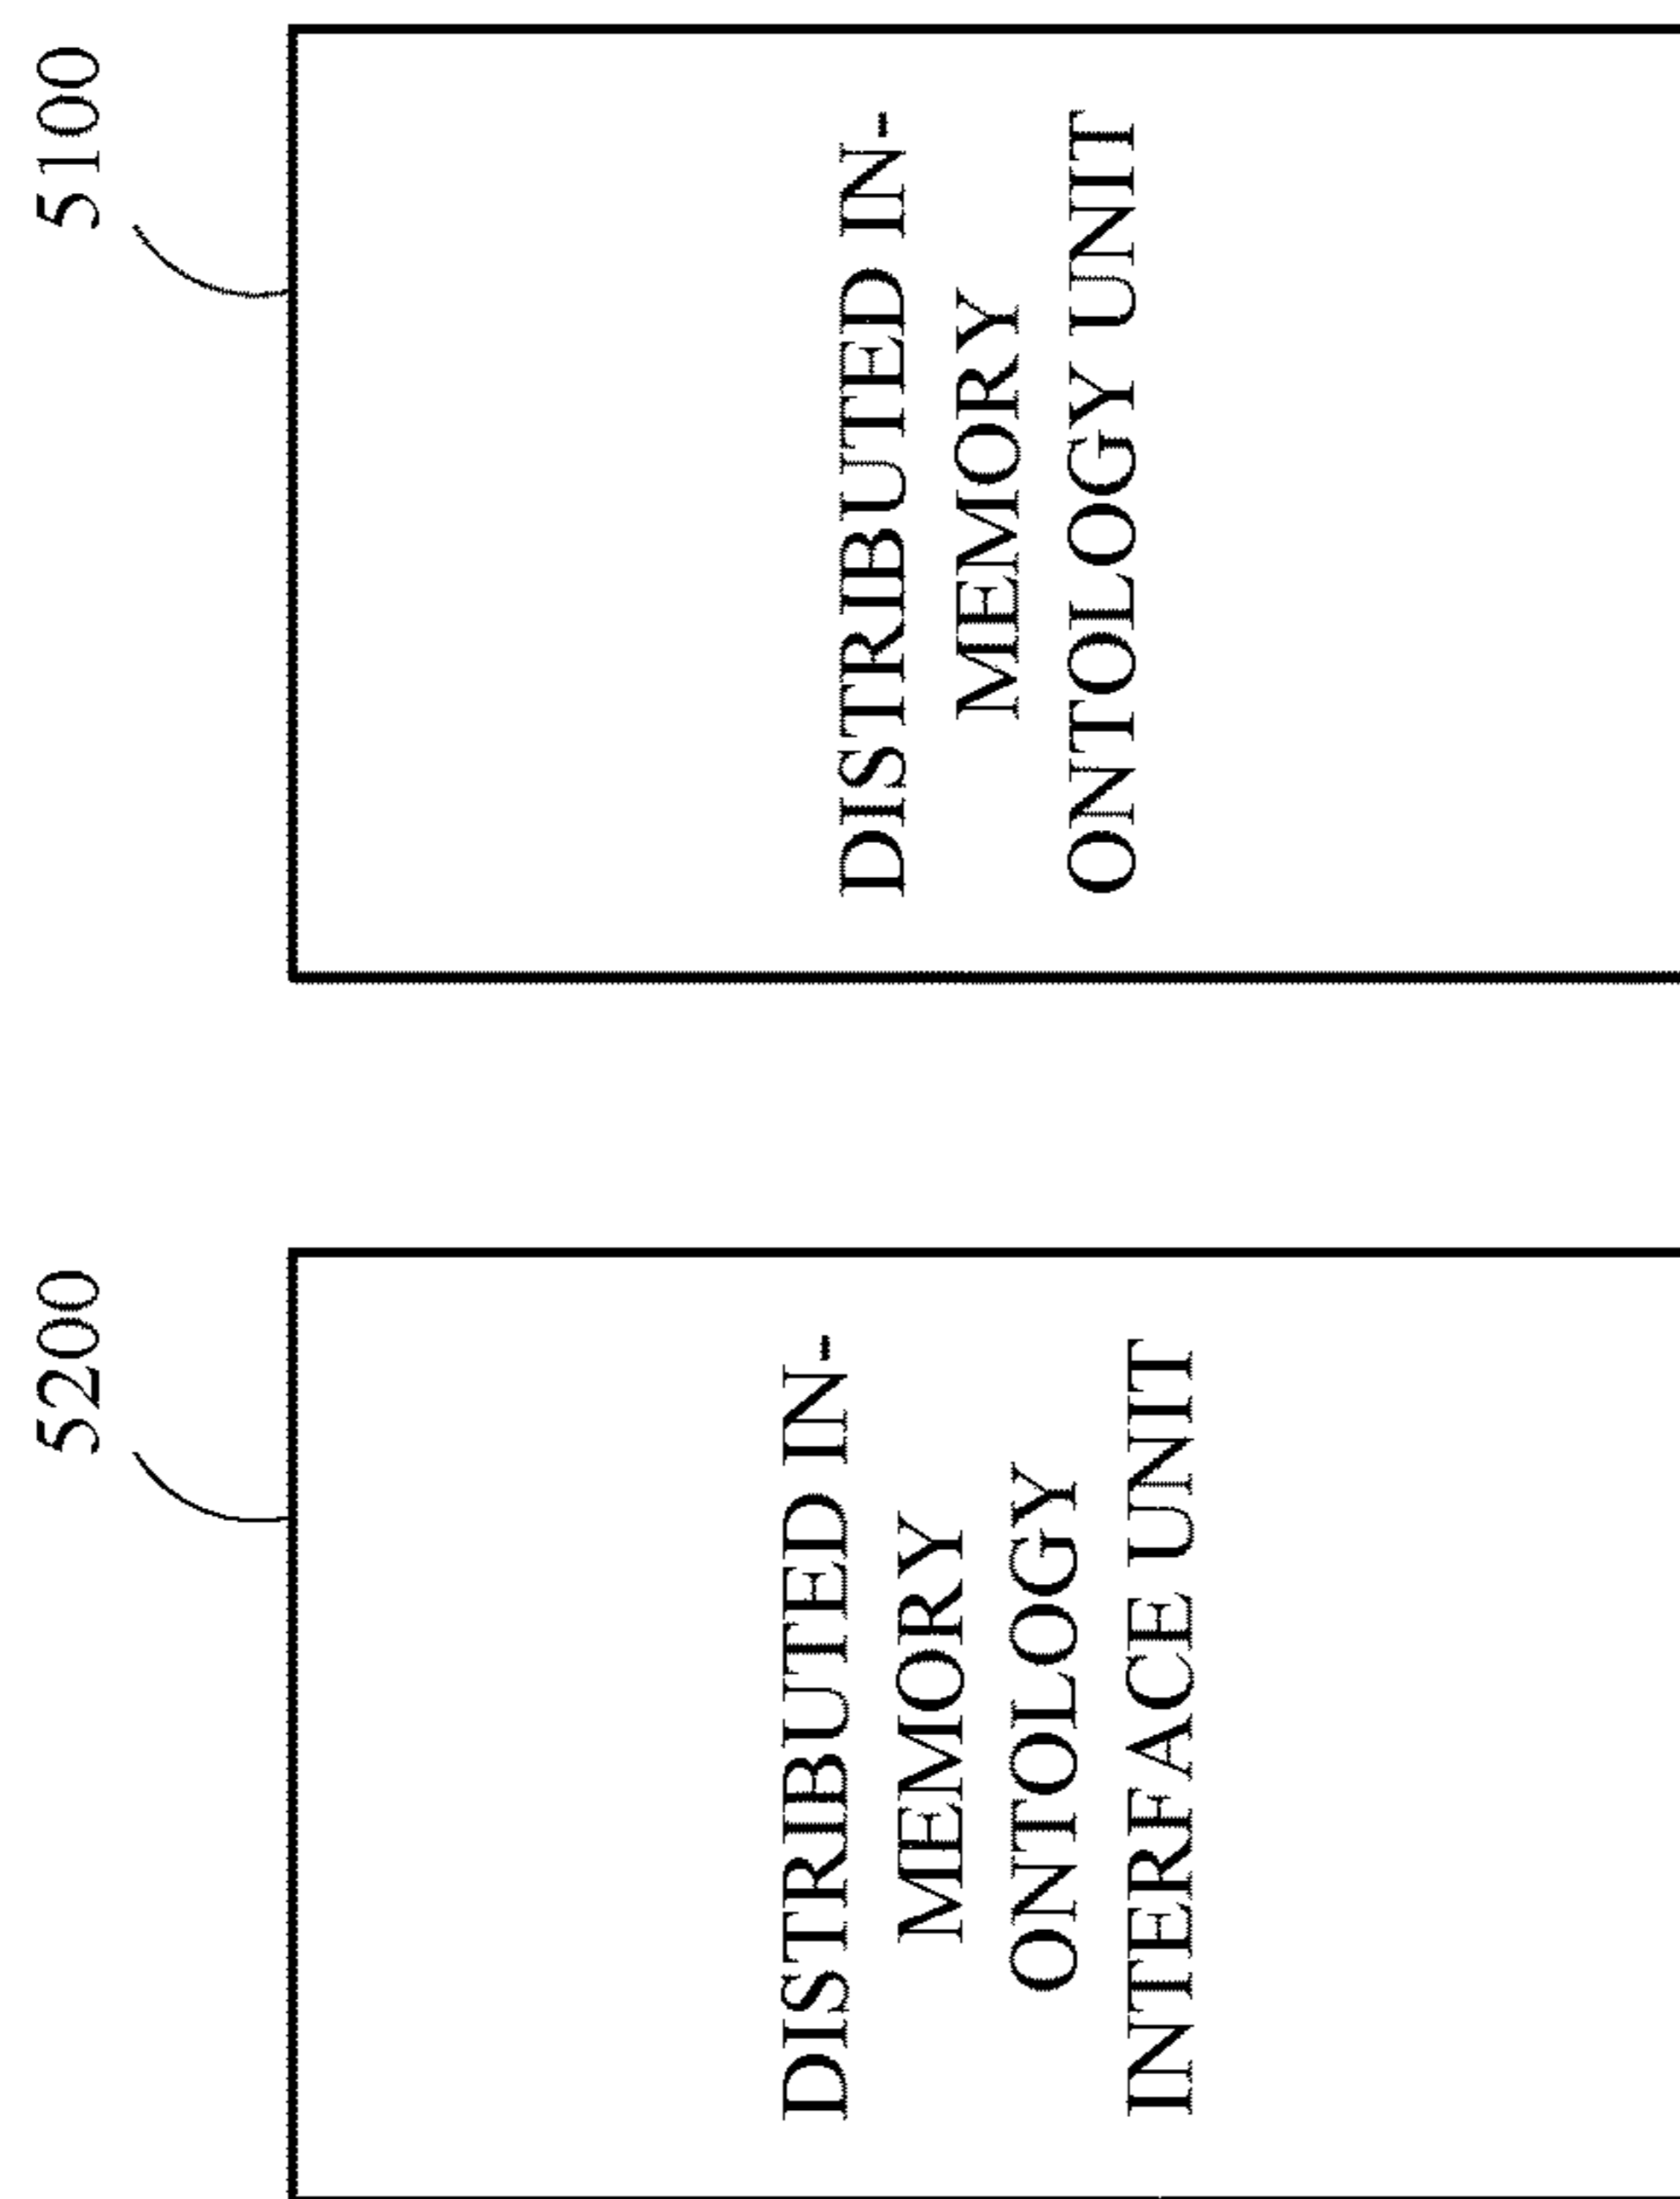 5200
DISTRIBUTED IN-
MEMORY
ONTOLOGY
INTERFACE UNIT
5100
DISTRIBUTED IN-
MEMORY
ONTOLOGY UNIT